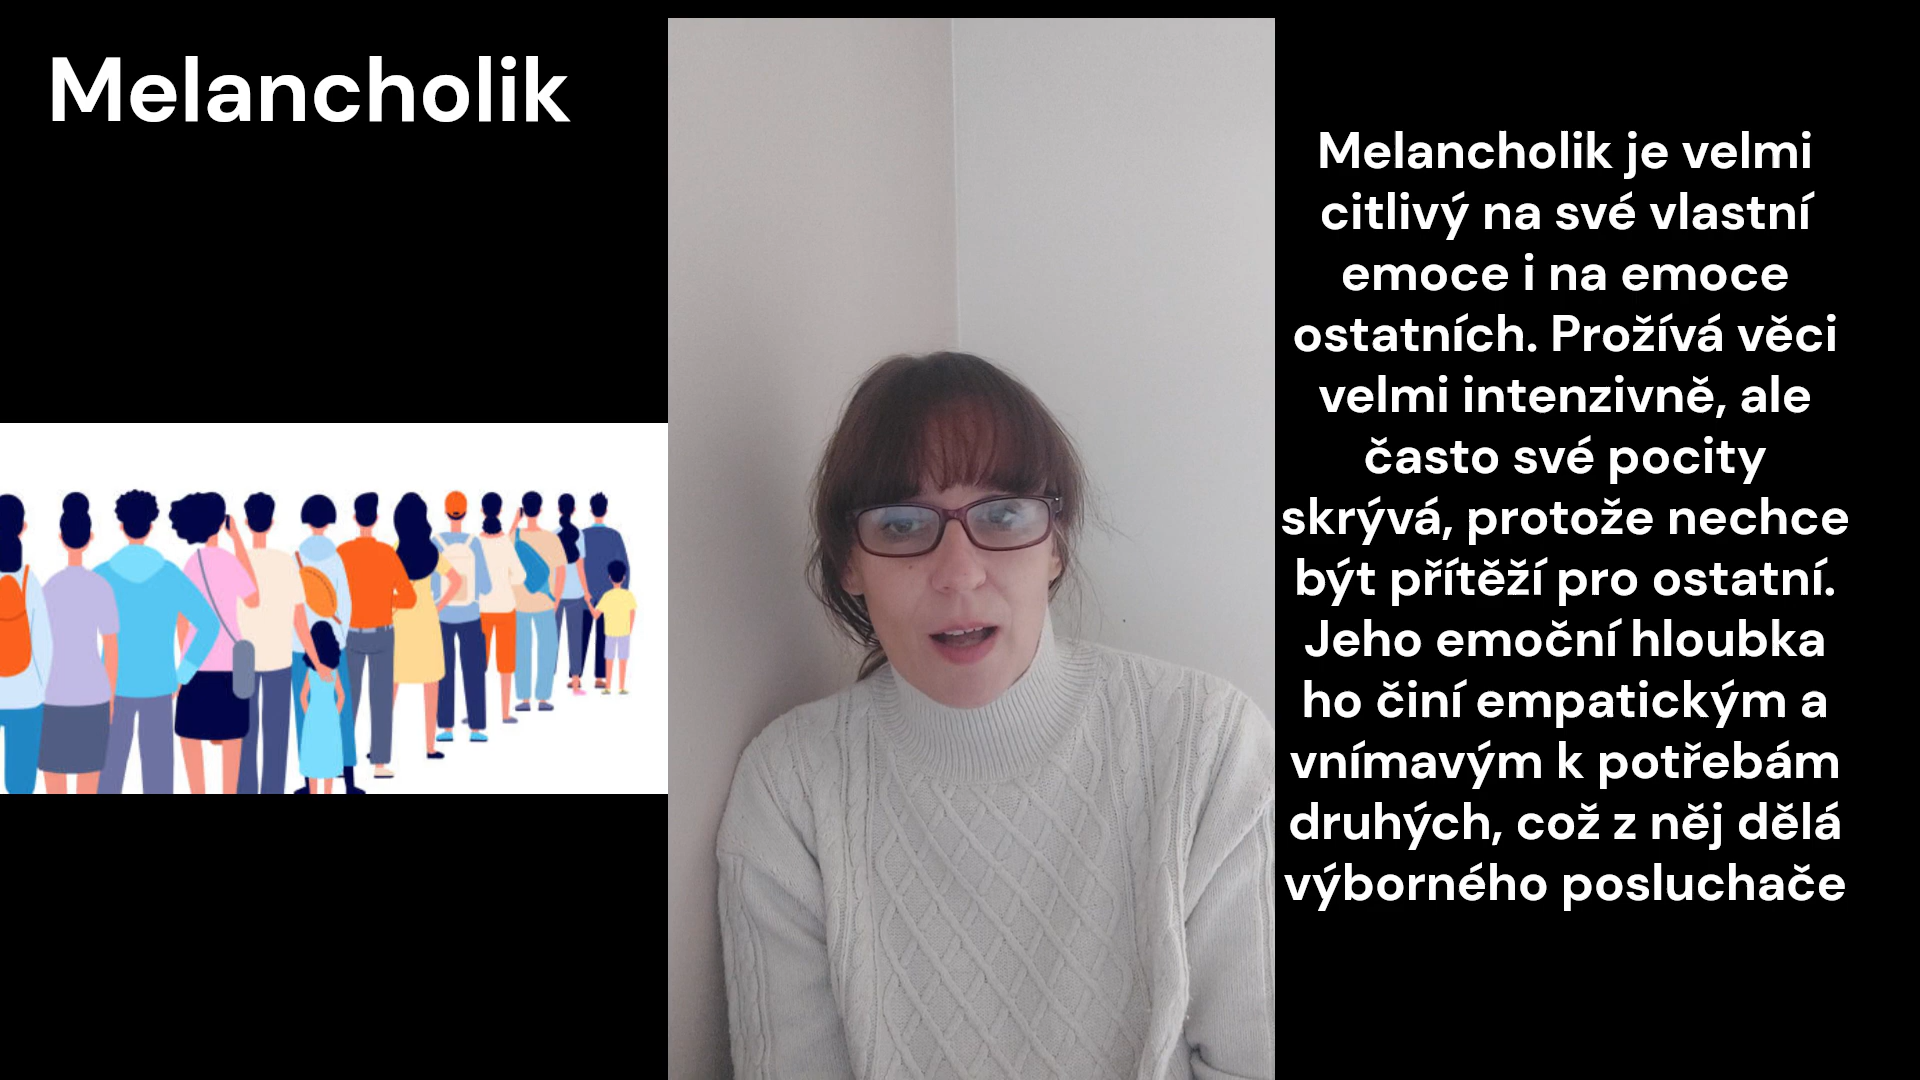 Melancholik
Melancholik je velmi
citlivý na své vlastní
emoce i na emoce
ostatních. Prožívá věci
velmi intenzivně, ale
často své pocity
skrývá, protože nechce
být přítěží pro ostatní.
Jeho emoční hloubka
ho činí empatickým a
vnímavým k potřebám
druhých, což z něj dělá
výborného posluchače